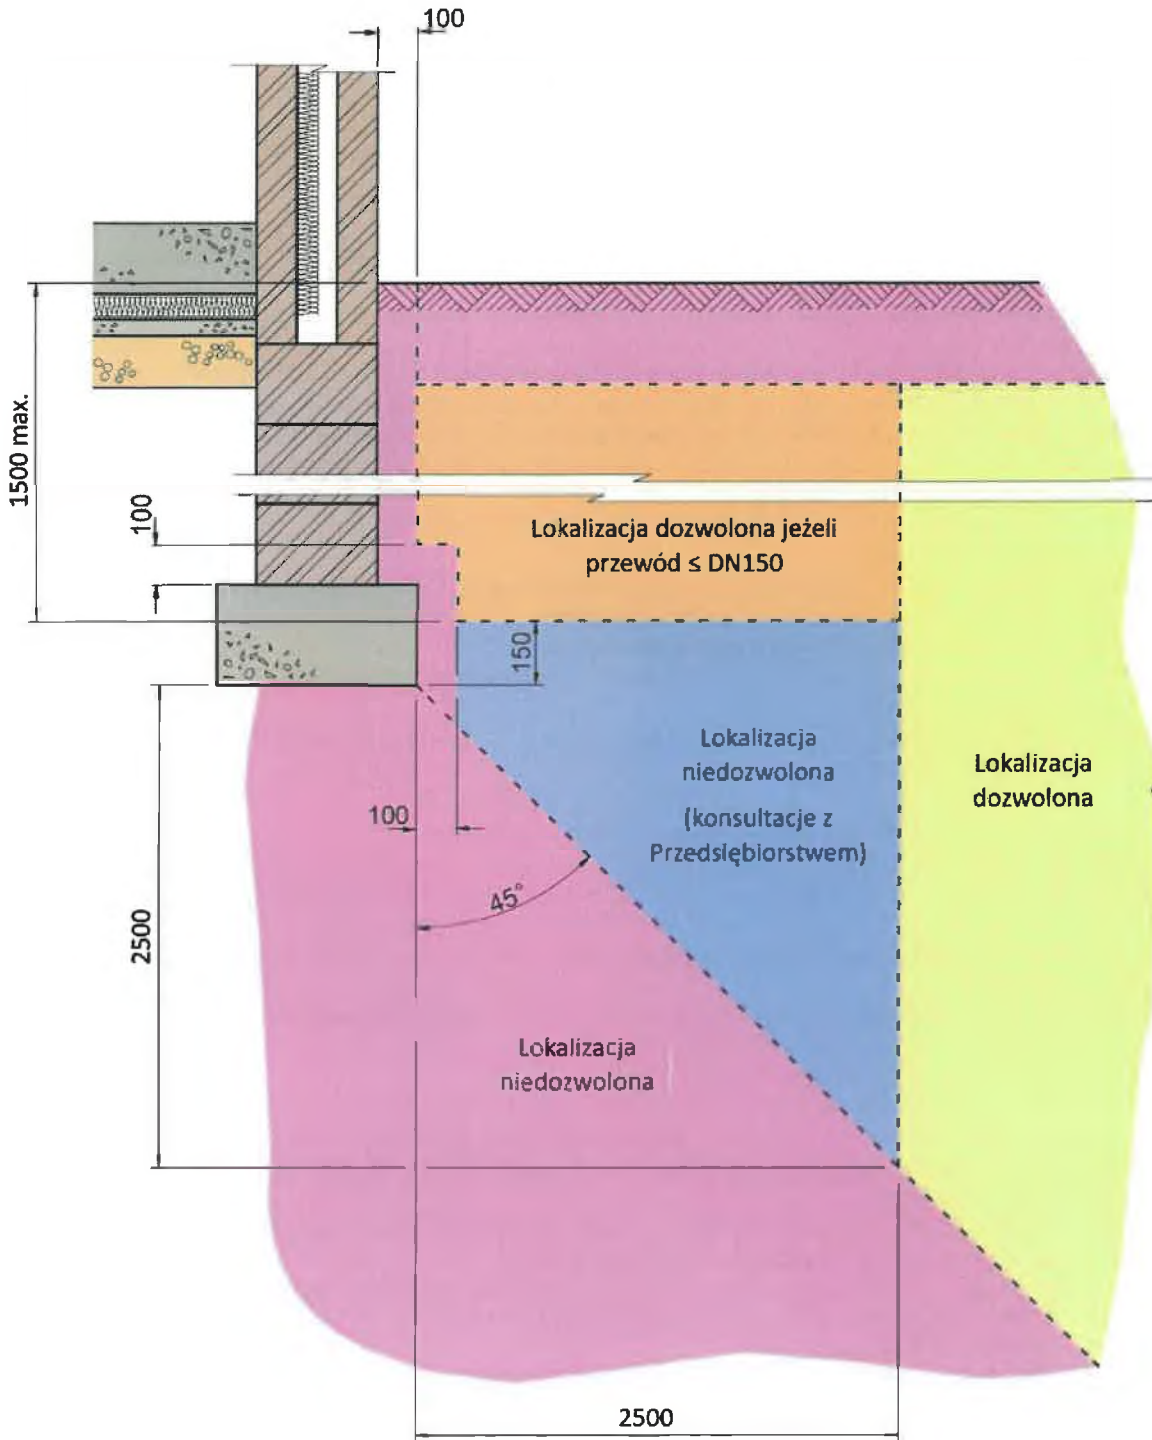 100
1500 max.
100
Lokalizacja dozwolona jeżeli
przewód ≤ DN150
150
Lokalizacja
niedozwolona
(konsultacje z
Przedsiębiorstwem)
Lokalizacja
dozwolona
100
45°
2500
Lokalizacja
niedozwolona
2500